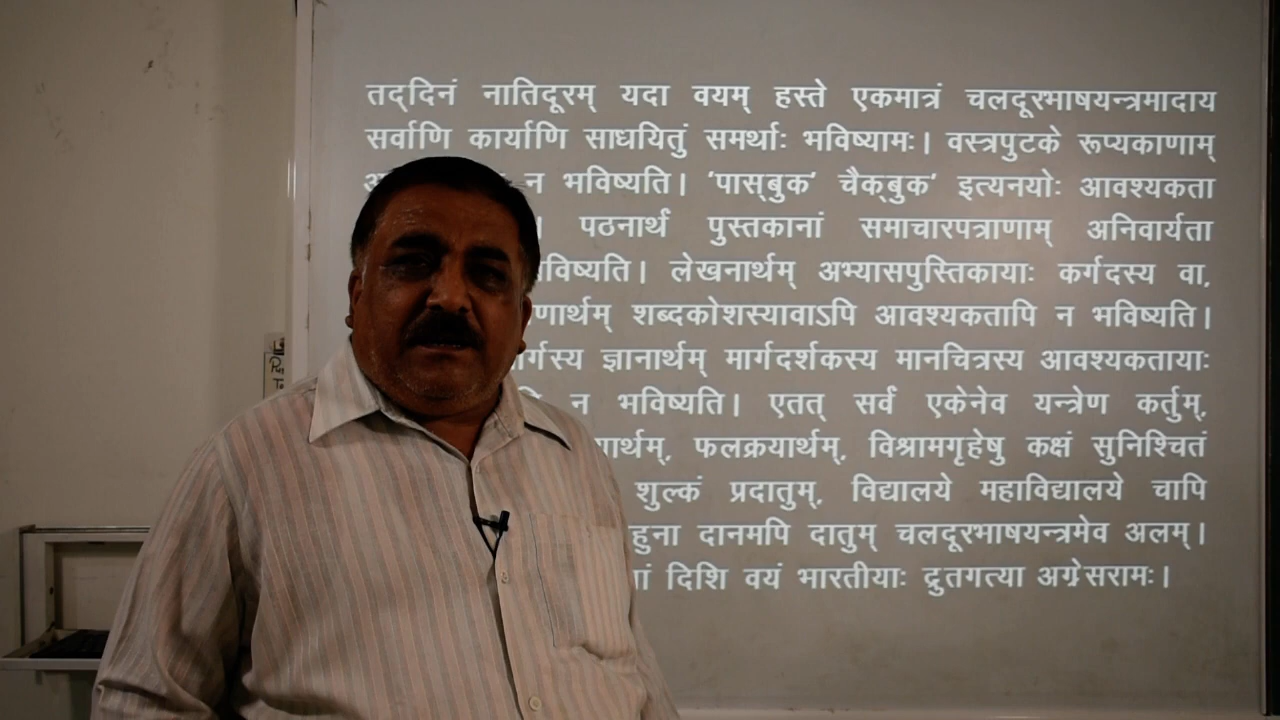 तद्दिनं नातिदूरम् यदा वयम् हस्ते एकमात्रं चलदूरभाषयन्त्रमादाय
सर्वाणि कार्याणि साधयितुं समर्थाः भविष्यामः। वस्त्रपुटके रूप्यकाणाम्
न भविष्यति। 'पास्बुक' चैक्बुक' इत्यनयोः आवश्यकता
। पठनार्थं पुस्तकानां समाचारपत्राणाम् अनिवार्यता
विष्यति। लेखनार्थम् अभ्यासपुस्तिकायाः कर्गदस्य वा,
णार्थम् शब्दकोशस्यावाऽपि आवश्यकतापि न भविष्यति।
र्गस्य ज्ञानार्थम् मार्गदर्शकस्य मानचित्रस्य आवश्यकतायाः
न भविष्यति। एतत् सर्वं एकेनेव यन्त्रेण कर्तुम्,
णार्थम्, फलक्रयार्थम्, विश्रामगृहेषु कक्षं सुनिश्चितं
शुल्कं प्रदातुम्, विद्यालये महाविद्यालये चापि
हुना दानमपि दातुम् चलदूरभाषयन्त्रमेव अलम्।
दिशि वयं भारतीयाः द्रुतगत्या अग्रेसरामः।